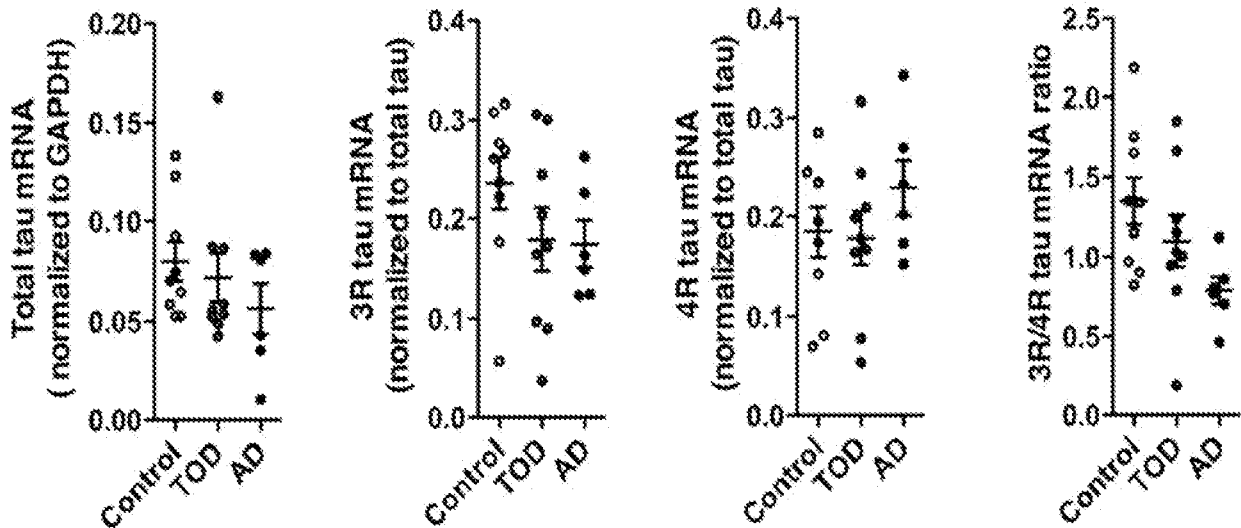 Total tau mRNA
( normalized to GAPDH)
0.20
0.15
0.10
0.05
0.00
Control
TOD
AD
3R tau mRNA
(normalized to total tau)
0.4
0.3
0.2
0.1
0.0
Control
TOD
AD
4R tau mRNA
(normalized to total tau)
0.4
0.3
0.2
0.1
0.0
Control
TOD
AD
3R/4R tau mRNA ratio
2.5
2.0
1.5
1.0
0.5
0.0
Control
TOD
AD